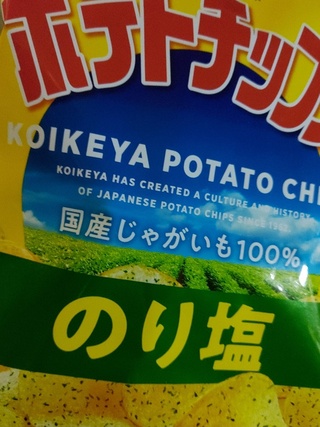 ポテトチップ
KOIKEYA POTATO CHI
KOIKEYA HAS CREATED A CULTURE AND HISTORY
OF JAPANESE POTATO CHIPS SINCE 1962.
国産じゃがいも100%
のり塩